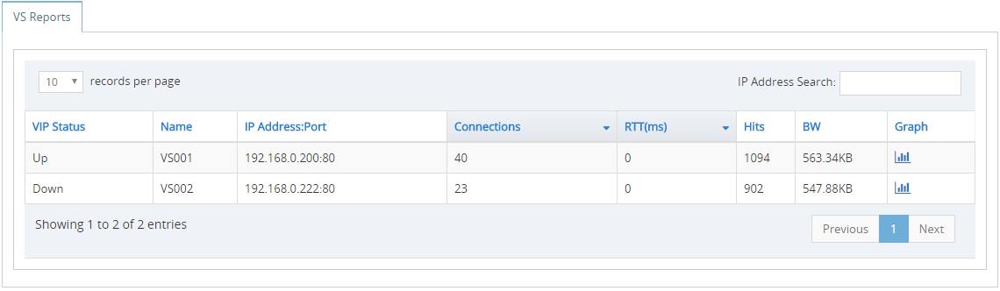 VS Reports
10 records per page IP Address Search:
VIP Status Name IP Address:Port Connections RTT(ms) Hits BW Graph
Up VS001 192.168.0.200:80 40 0 1094 563.34KB
Down VS002 192.168.0.222:80 23 0 902 547.88KB
Showing 1 to 2 of 2 entries Previous 1 Next